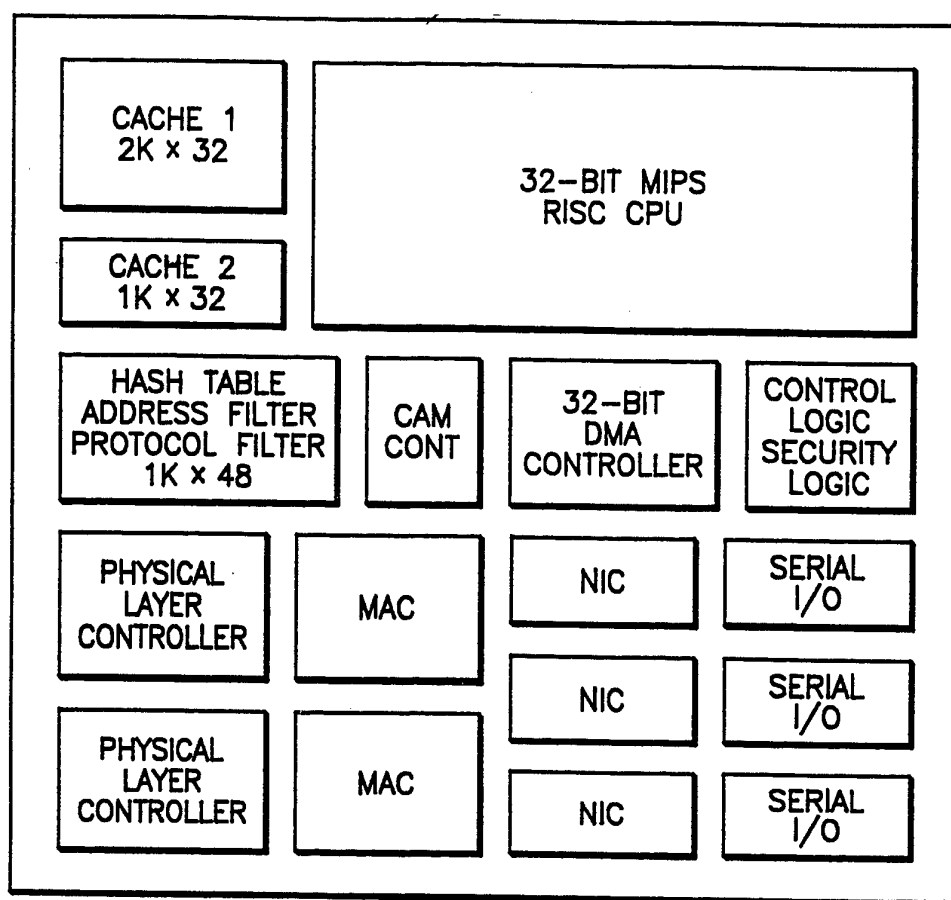 CACHE 1
2K × 32
32-BIT MIPS
RISC CPU
CACHE 2
1K × 32
HASH TABLE
ADDRESS FILTER
PROTOCOL FILTER
1K × 48
CAM
CONT
32-BIT
DMA
CONTROLLER
CONTROL
LOGIC
SECURITY
LOGIC
PHYSICAL
LAYER
CONTROLLER
MAC
NIC
SERIAL
I/O
NIC
SERIAL
I/O
PHYSICAL
LAYER
CONTROLLER
MAC
NIC
SERIAL
I/O